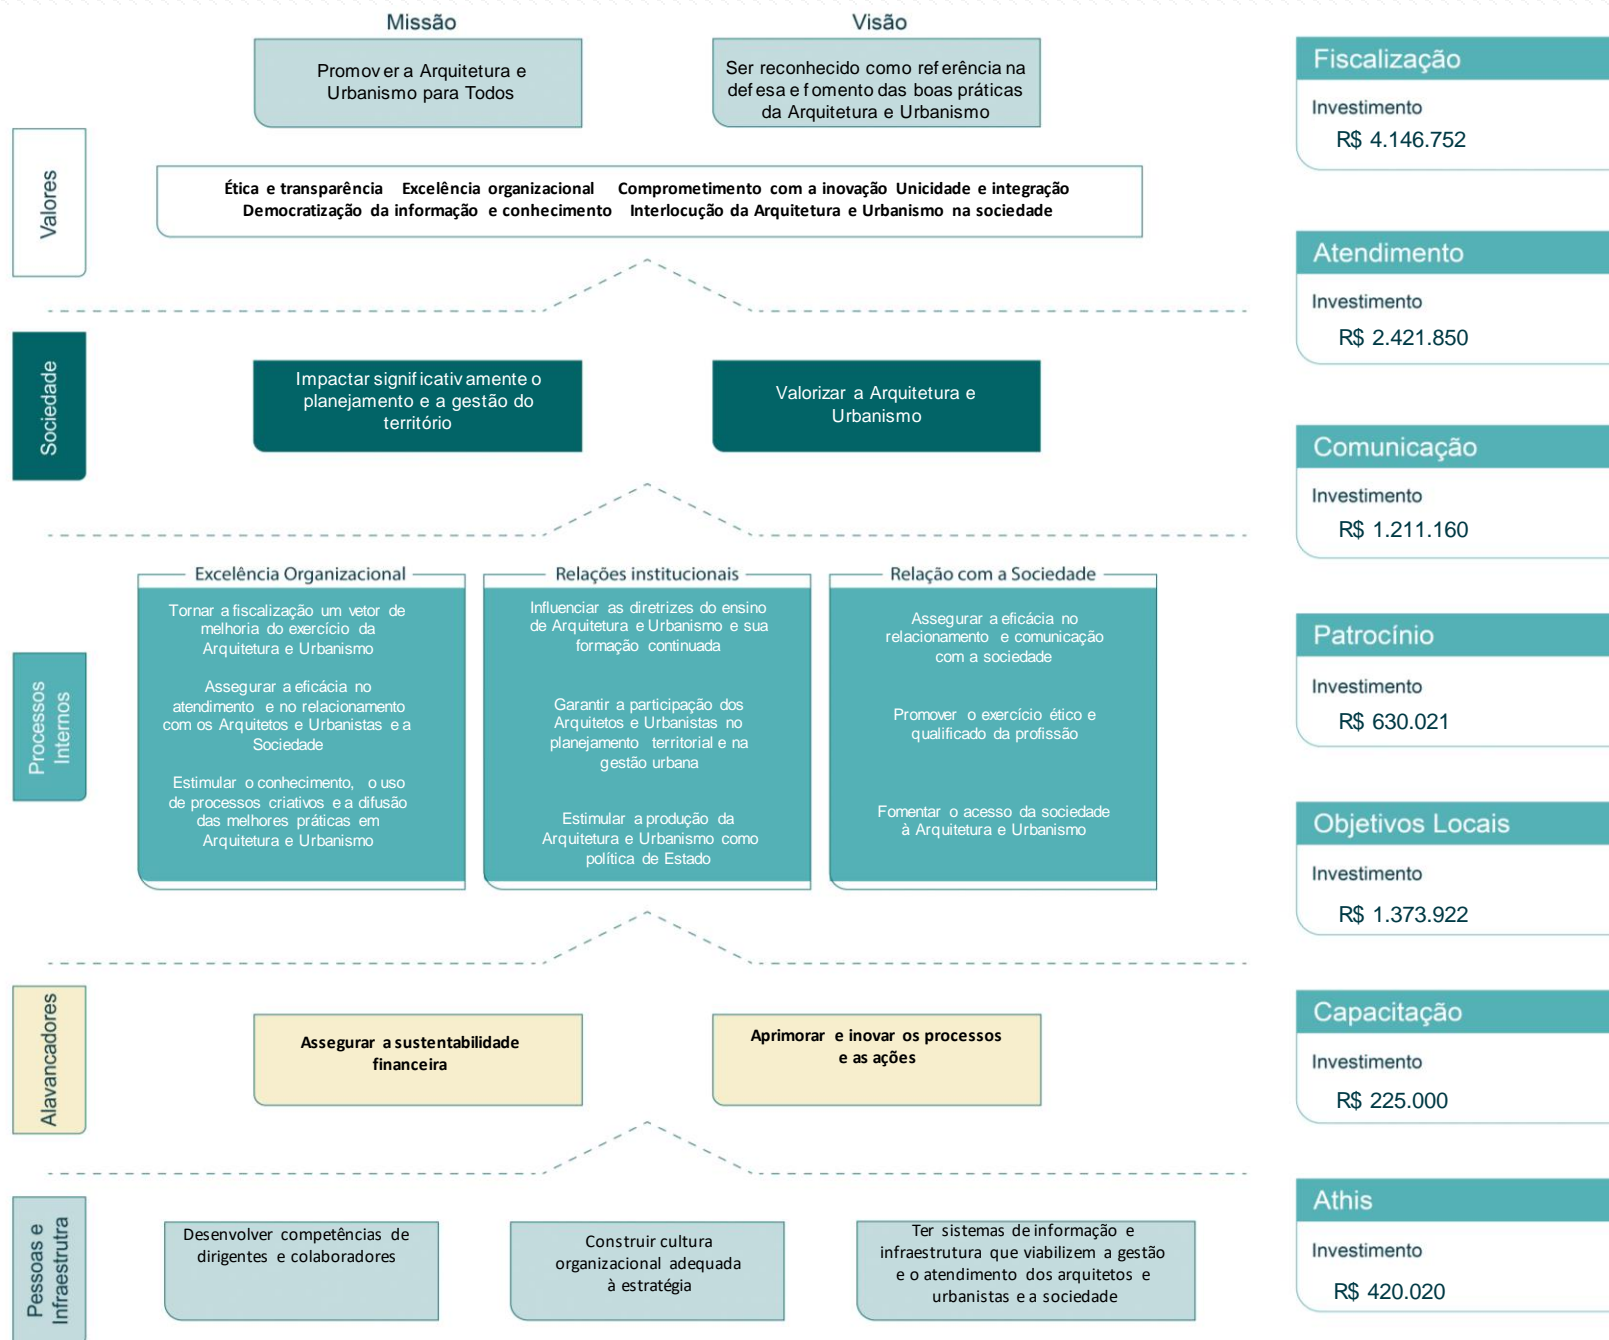 Missão
Promover a Arquitetura e
Urbanismo para Todos
Visão
Ser reconhecido como referência na
defesa e fomento das boas práticas
da Arquitetura e Urbanismo
Valores
Ética e transparência Excelência organizacional Comprometimento com a inovação Unicidade e integração
Democratização da informação e conhecimento Interlocução da Arquitetura e Urbanismo na sociedade
Sociedade
Impactar significativamente o
planejamento e a gestão do
território
Valorizar a Arquitetura e
Urbanismo
Processos
Internos
Excelência Organizacional
Tornar a fiscalização um vetor de
melhoria do exercício da
Arquitetura e Urbanismo
Assegurar a eficácia no
atendimento e no relacionamento
com os Arquitetos e Urbanistas e a
Sociedade
Estimular o conhecimento, o uso
de processos criativos e a difusão
das melhores práticas em
Arquitetura e Urbanismo
Relações institucionais
Influenciar as diretrizes do ensino
de Arquitetura e Urbanismo e sua
formação continuada
Garantir a participação dos
Arquitetos e Urbanistas no
planejamento territorial e na
gestão urbana
Estimular a produção da
Arquitetura e Urbanismo como
política de Estado
Relação com a Sociedade
Assegurar a eficácia no
relacionamento e comunicação
com a sociedade
Promover o exercício ético e
qualificado da profissão
Fomentar o acesso da sociedade
à Arquitetura e Urbanismo
Alavancadores
Assegurar a sustentabilidade
financeira
Aprimorar e inovar os processos
e as ações
Pessoas e
Infraestrutra
Desenvolver competências de
dirigentes e colaboradores
Construir cultura
organizacional adequada
à estratégia
Ter sistemas de informação e
infraestrutura que viabilizem a gestão
e o atendimento dos arquitetos e
urbanistas e a sociedade
Fiscalização
Investimento
R$ 4.146.752
Atendimento
Investimento
R$ 2.421.850
Comunicação
Investimento
R$ 1.211.160
Patrocínio
Investimento
R$ 630.021
Objetivos Locais
Investimento
R$ 1.373.922
Capacitação
Investimento
R$ 225.000
Athis
Investimento
R$ 420.020